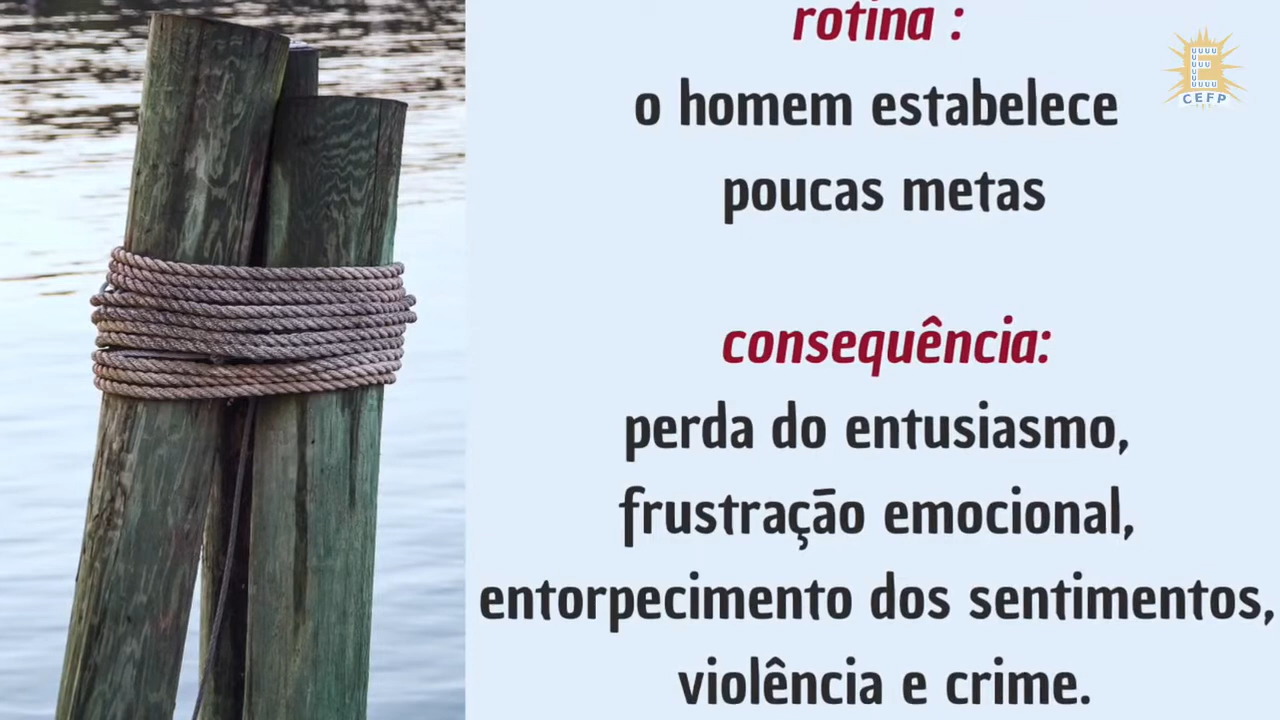 rotina :
o homem estabelece
poucas metas
consequência:
perda do entusiasmo,
frustração emocional,
entorpecimento dos sentimentos,
violência e crime.
CEFP